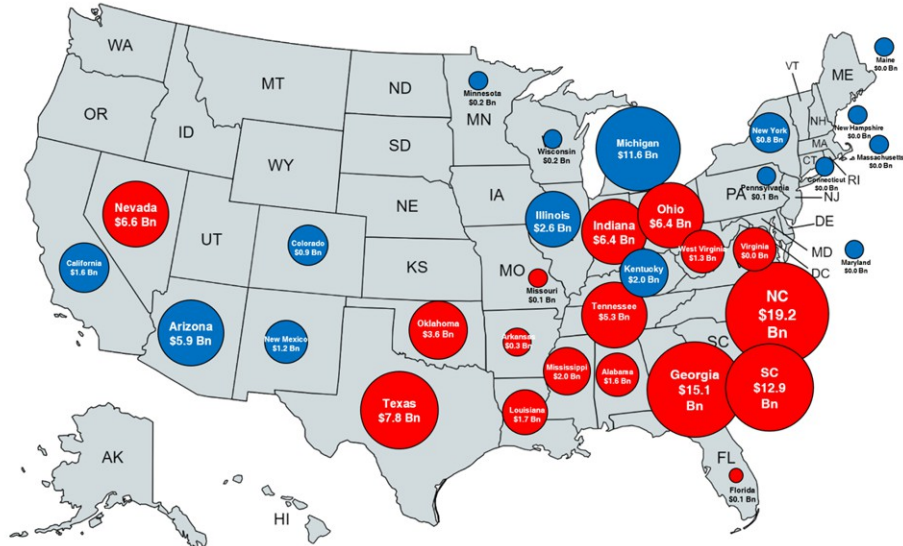 WA
OR
ID
MT
WY
UT
ND
SD
NE
KS
MN
IA
MO
VT
ME
NH
MA
CT
RI
NJ
PA
DE
MD
DC
SC
FL
AK
HI
Maine
$0.0 Bn
New Hampshire
$0.0 Bn
Massachusetts
$0.0 Bn
Connecticut
$0.0 Bn
Minnesota
$0.2 Bn
Wisconsin
$0.2 Bn
Michigan
$11.6 Bn
New York
$0.8 Bn
Pennsylvania
$0.1 Bn
Nevada
$6.6 Bn
California
$1.6 Bn
Colorado
$0.9 Bn
Illinois
$2.6 Bn
Indiana
$6.4 Bn
Ohio
$6.4 Bn
West Virginia
$1.3 Bn
Virginia
$0.0 Bn
Maryland
$0.0 Bn
Kentucky
$2.0 Bn
Missouri
$0.1 Bn
Arizona
$5.9 Bn
New Mexico
$1.2 Bn
Oklahoma
$3.6 Bn
Arkansas
$0.3 Bn
Tennessee
$5.3 Bn
NC
$19.2
Bn
Texas
$7.8 Bn
Louisiana
$1.7 Bn
Mississippi
$2.0 Bn
Alabama
$1.6 Bn
Georgia
$15.1
Bn
SC
$12.9
Bn
Florida
$0.1 Bn